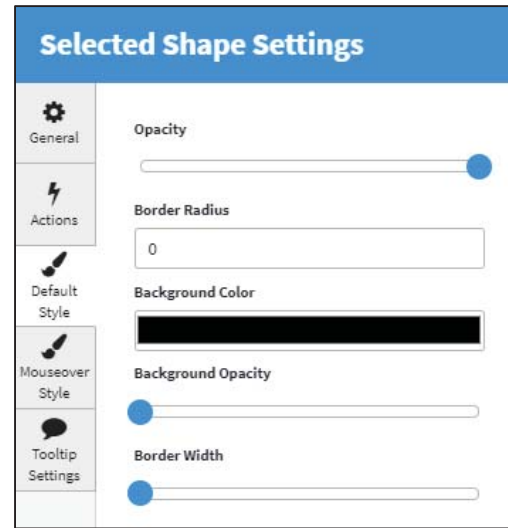 Selected Shape Settings
General
Actions
Default
Style
Mouseover
Style
Tooltip
Settings
Opacity
Border Radius
0
Background Color
Background Opacity
Border Width